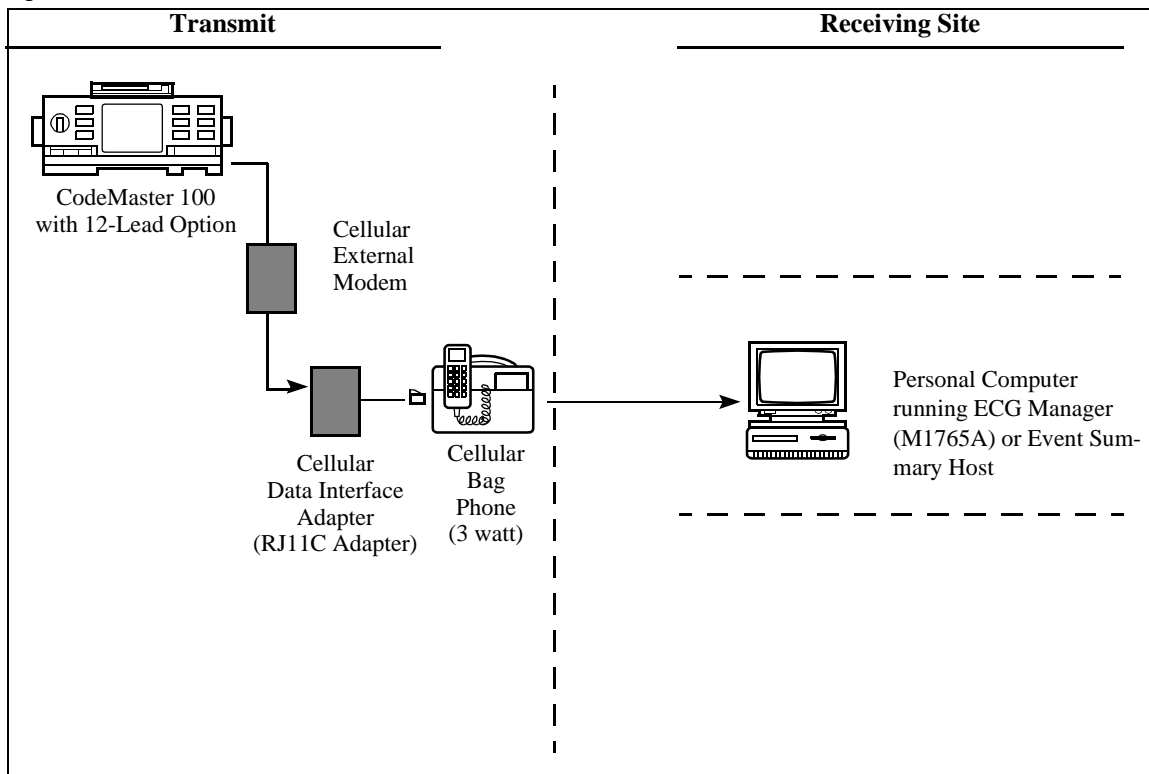 Transmit
Receiving Site
CodeMaster 100
with 12-Lead Option
Cellular
External
Modem
Cellular
Data Interface
Adapter
(RJ11C Adapter)
Cellular
Bag
Phone
(3 watt)
Personal Computer
running ECG Manager
(M1765A) or Event Sum-
mary Host